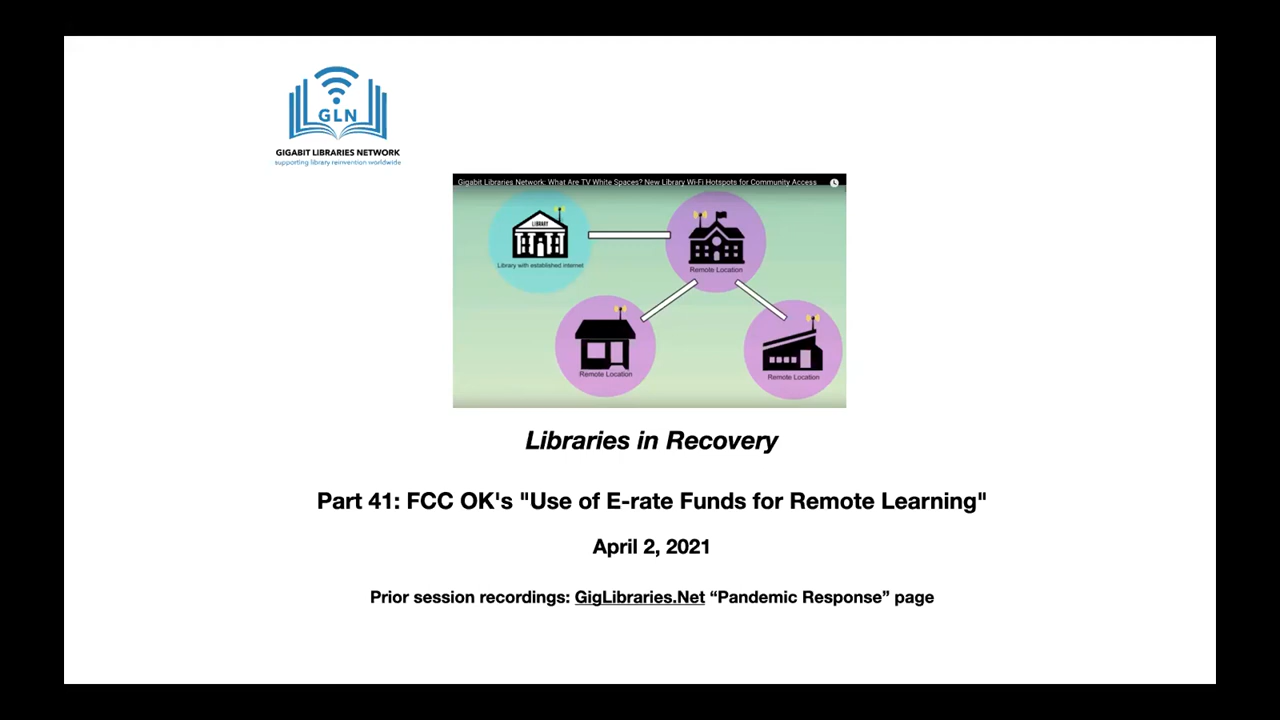 GLN
GIGABIT LIBRARIES NETWORK
supporting library reinvention worldwide
Gigabit Libraries Network: What Are TV White Spaces? New Library Wi-Fi Hotspots for Community Access
LIBRARY
Library with established internet
Remote Location
Remote Location
Remote Location
Libraries in Recovery
Part 41: FCC OK's "Use of E-rate Funds for Remote Learning"
April 2, 2021
Prior session recordings: GigLibraries.Net “Pandemic Response” page